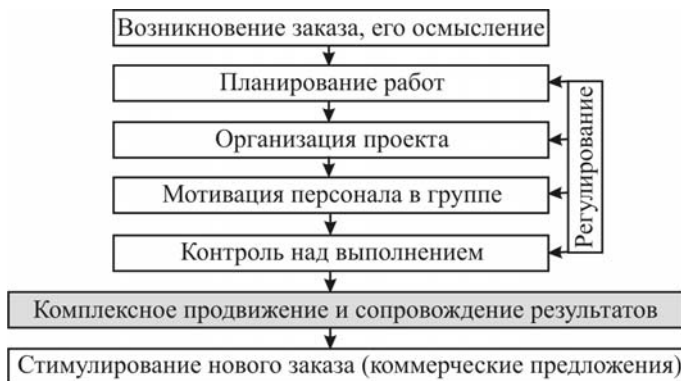 Возникновение заказа, его осмысление
Планирование работ
Организация проекта
Мотивация персонала в группе
Контроль над выполнением
Регулирование
Комплексное продвижение и сопровождение результатов
Стимулирование нового заказа (коммерческие предложения)